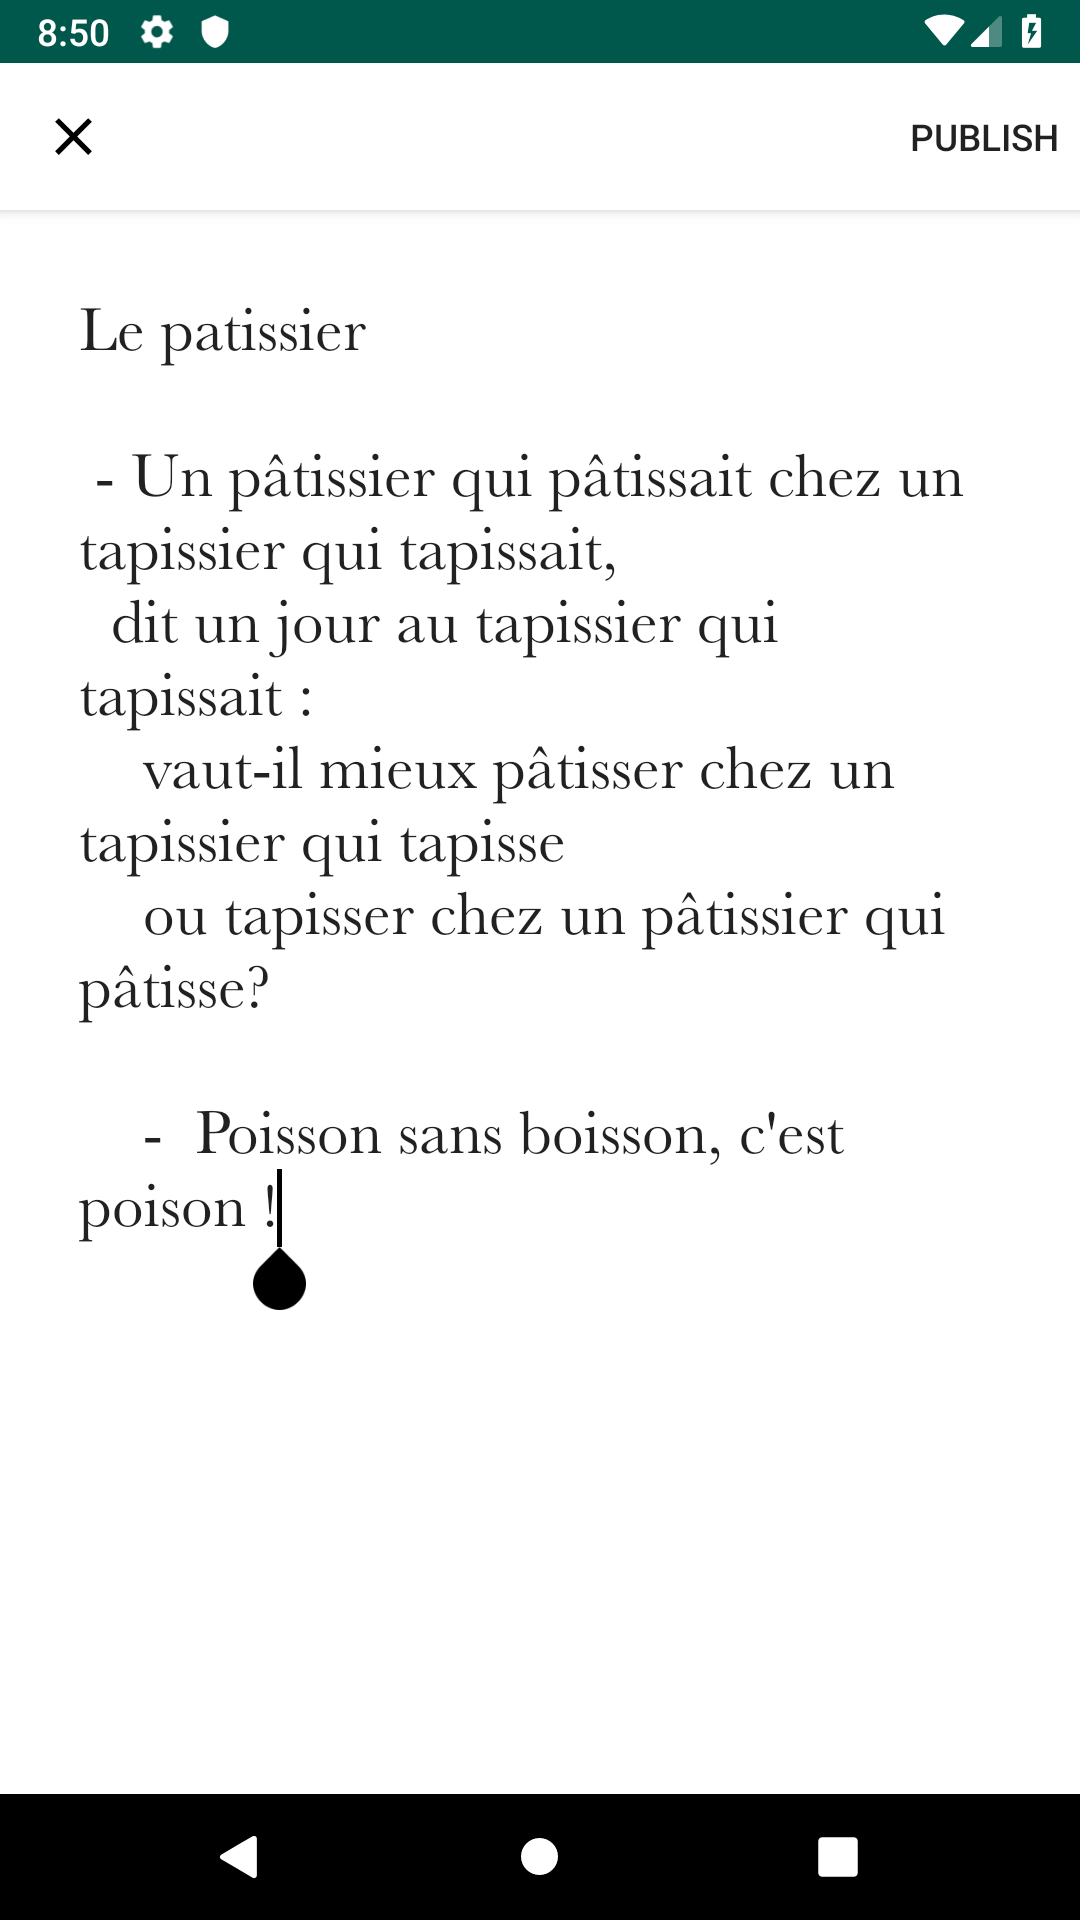 8:50
PUBLISH
Le patissier
- Un pâtissier qui pâtissait chez un
tapissier qui tapissait,
dit un jour au tapissier qui
tapissait :
vaut-il mieux pâtisser chez un
tapissier qui tapisse
ou tapisser chez un pâtissier qui
pâtisse?
- Poisson sans boisson, c'est
poison !